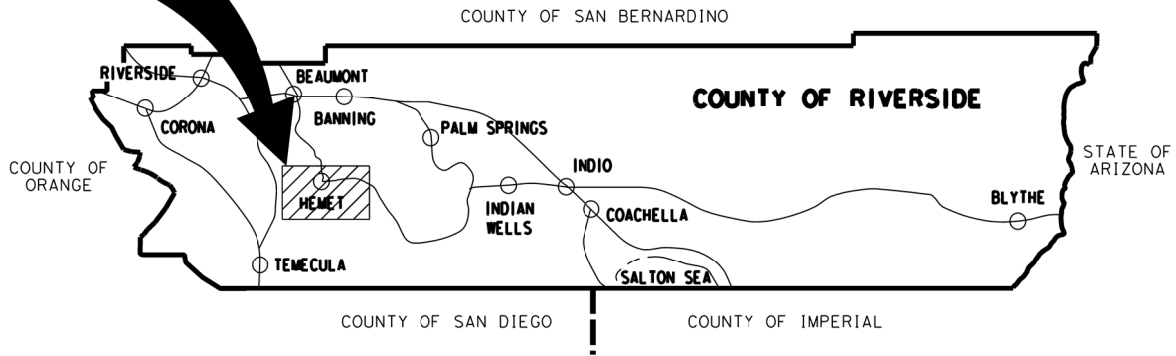 COUNTY OF SAN BERNARDINO
RIVERSIDE
BEAUMONT
COUNTY OF RIVERSIDE
BANNING
CORONA
PALM SPRINGS
COUNTY OF
ORANGE
STATE OF
ARIZONA
INDIO
HEMET
INDIAN
WELLS
COACHELLA
BLYTHE
TEMECULA
SALTON SEA
COUNTY OF SAN DIEGO
COUNTY OF IMPERIAL